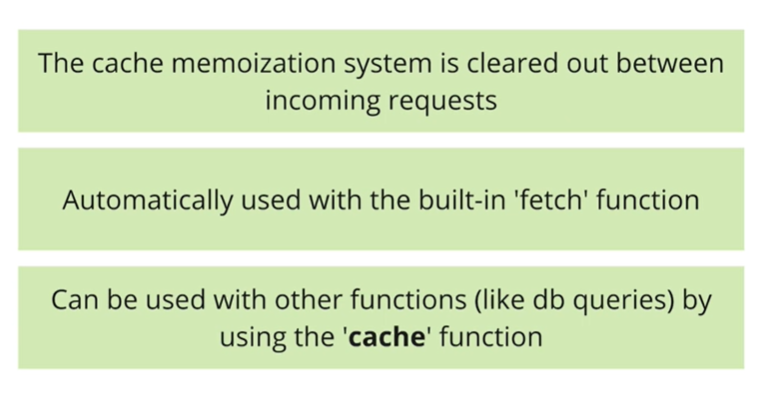 The cache memoization system is cleared out between
incoming requests
Automatically used with the built-in 'fetch' function
Can be used with other functions (like db queries) by
using the 'cache' function